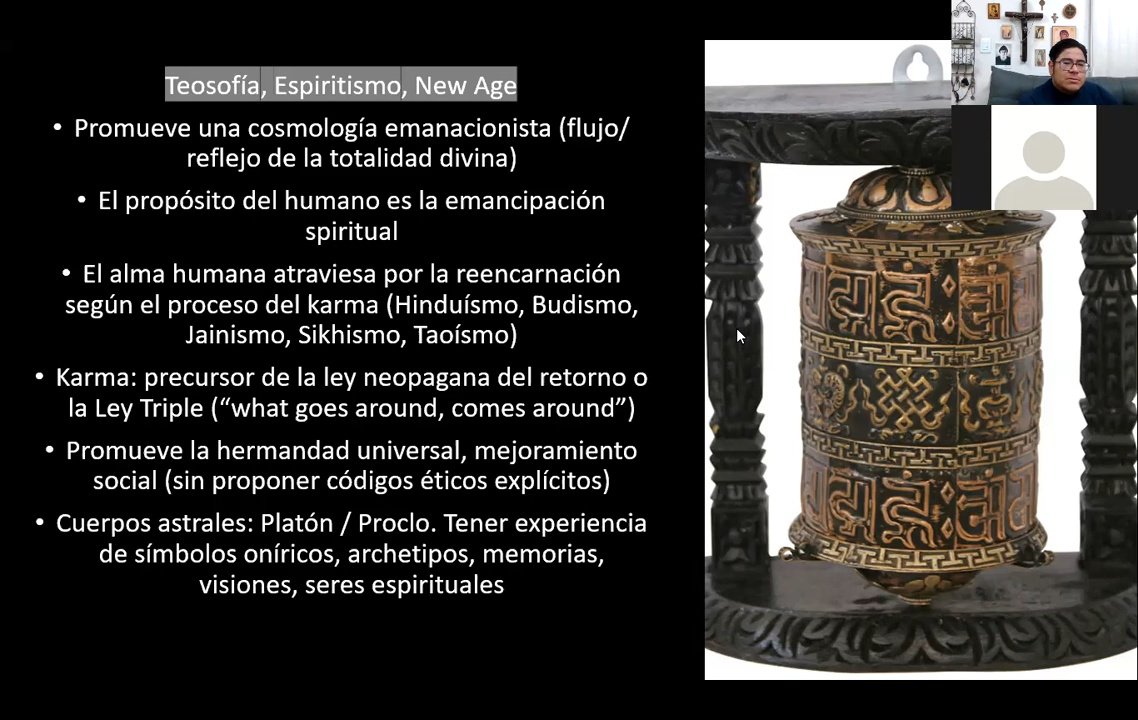 Teosofía, Espiritismo, New Age
• Promueve una cosmología emanacionista (flujo/
reflejo de la totalidad divina)
• El propósito del humano es la emancipación
spiritual
• El alma humana atraviesa por la reencarnación
según el proceso del karma (Hinduísmo, Budismo,
Jainismo, Sikhismo, Taoísmo)
• Karma: precursor de la ley neopagana del retorno o
la Ley Triple (“what goes around, comes around”)
• Promueve la hermandad universal, mejoramiento
social (sin proponer códigos éticos explícitos)
• Cuerpos astrales: Platón / Proclo. Tener experiencia
de símbolos oníricos, archetipos, memorias,
visiones, seres espirituales